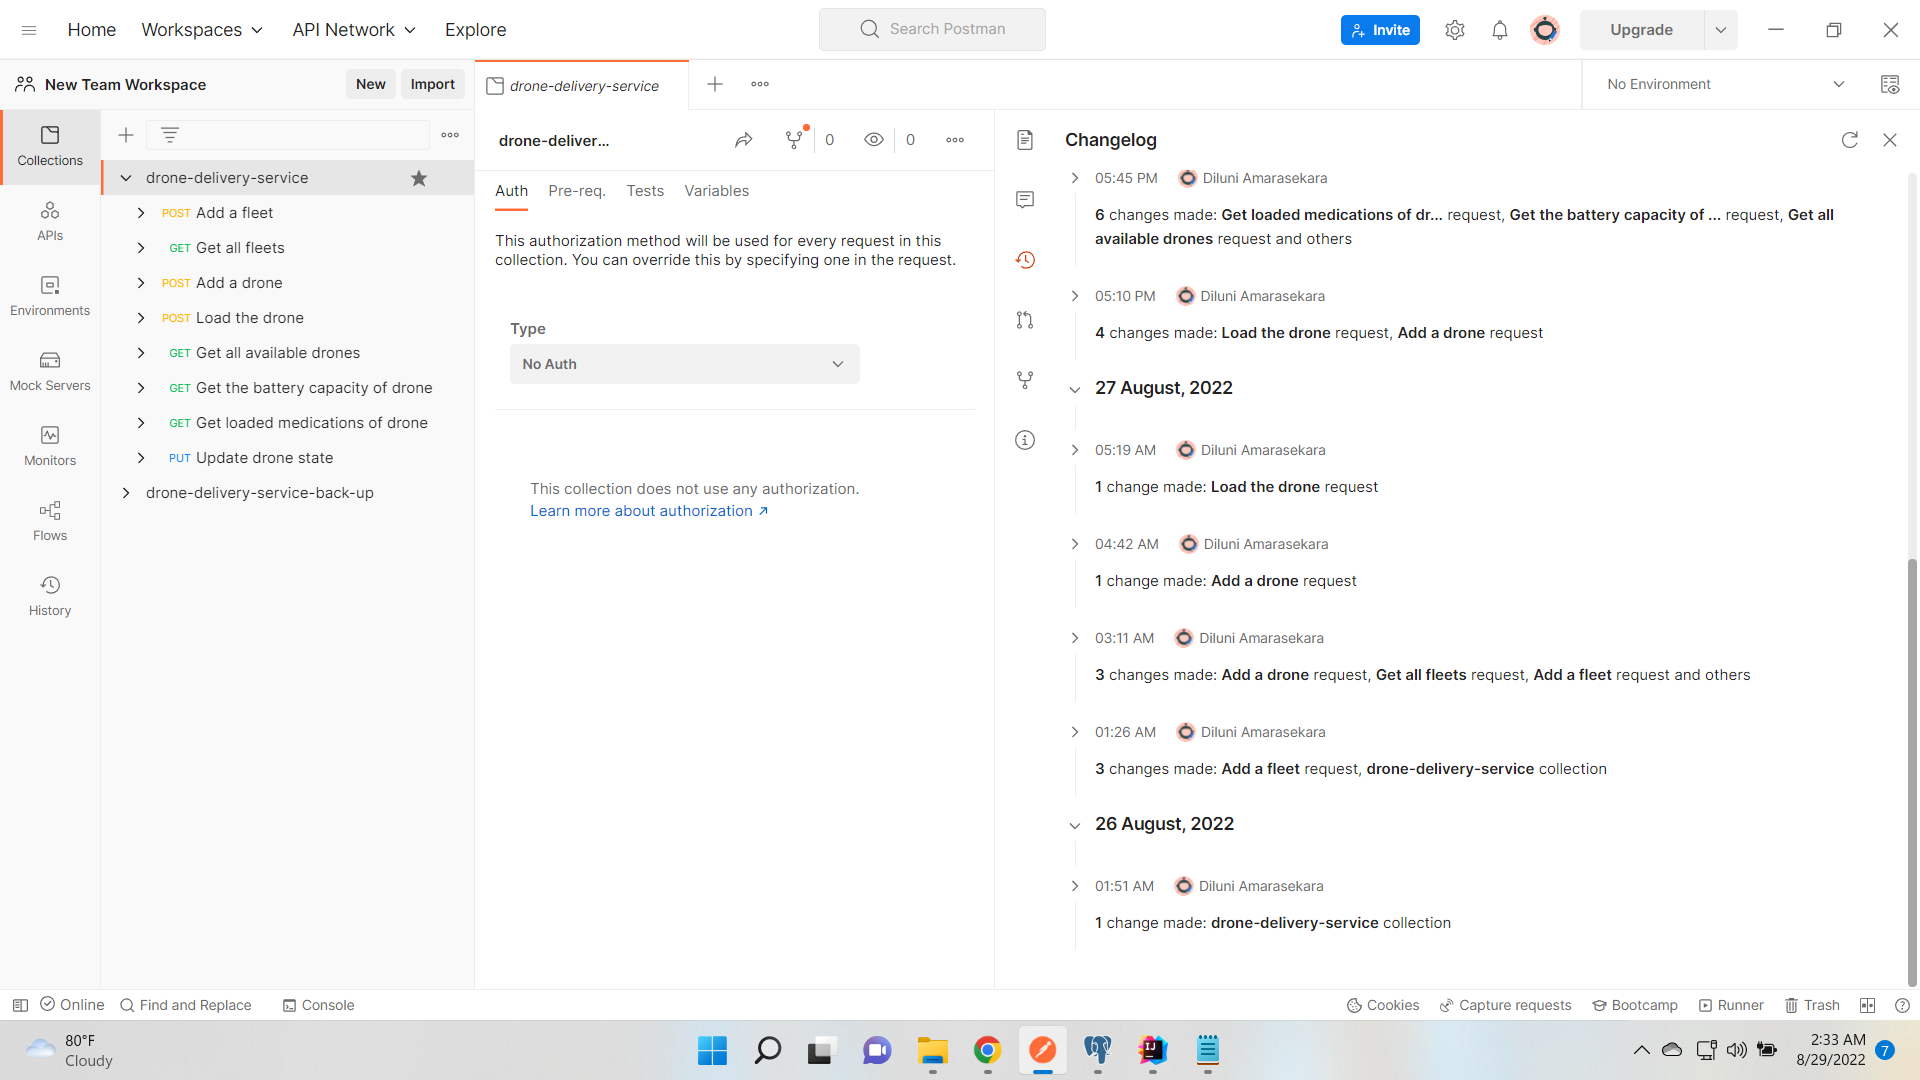 Home
Workspaces
API Network
Explore
Search Postman
Invite
Upgrade
New Team Workspace
New
Import
drone-delivery-service
No Environment
Collections
APIs
Environments
Mock Servers
Monitors
Flows
History
drone-delivery-service
POST Add a fleet
GET Get all fleets
POST Add a drone
POST Load the drone
GET Get all available drones
GET Get the battery capacity of drone
GET Get loaded medications of drone
PUT Update drone state
drone-delivery-service-back-up
drone-deliver...
0
0
Auth
Pre-req.
Tests
Variables
This authorization method will be used for every request in this
collection. You can override this by specifying one in the request.
Type
No Auth
This collection does not use any authorization.
Learn more about authorization ↗
Changelog
05:45 PM Diluni Amarasekara
6 changes made: Get loaded medications of dr... request, Get the battery capacity of ... request, Get all
available drones request and others
05:10 PM Diluni Amarasekara
4 changes made: Load the drone request, Add a drone request
27 August, 2022
05:19 AM Diluni Amarasekara
1 change made: Load the drone request
04:42 AM Diluni Amarasekara
1 change made: Add a drone request
03:11 AM Diluni Amarasekara
3 changes made: Add a drone request, Get all fleets request, Add a fleet request and others
01:26 AM Diluni Amarasekara
3 changes made: Add a fleet request, drone-delivery-service collection
26 August, 2022
01:51 AM Diluni Amarasekara
1 change made: drone-delivery-service collection
Online
Find and Replace
Console
Cookies
Capture requests
Bootcamp
Runner
Trash
80°F
Cloudy
IJ
2:33 AM
8/29/2022
7